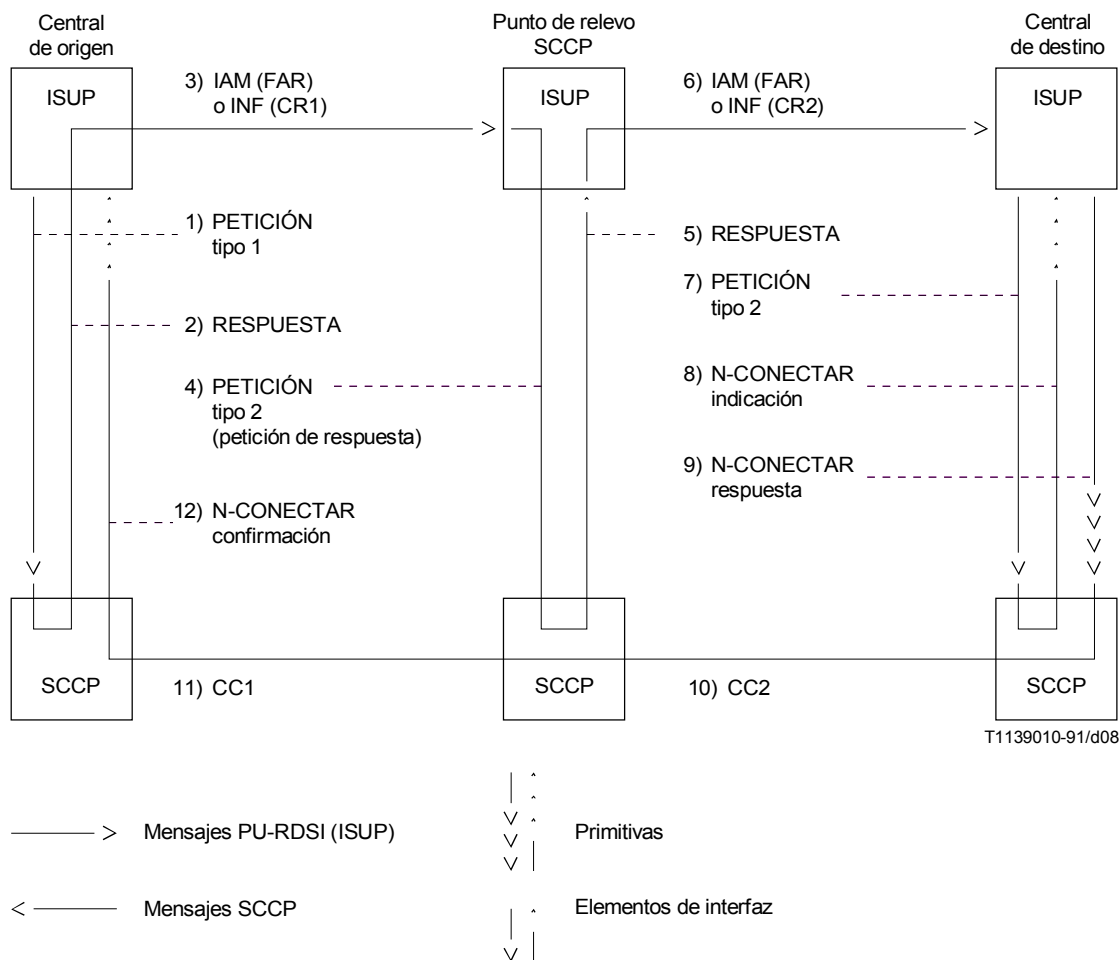 Central
de origen
Punto de relevo
SCCP
Central
de destino
ISUP
3) IAM (FAR)
o INF (CR1)
ISUP
6) IAM (FAR)
o INF (CR2)
ISUP
1) PETICIÓN
tipo 1
5) RESPUESTA
7) PETICIÓN
tipo 2
2) RESPUESTA
4) PETICIÓN
tipo 2
(petición de respuesta)
8) N-CONECTAR
indicación
9) N-CONECTAR
respuesta
12) N-CONECTAR
confirmación
SCCP
11) CC1
SCCP
10) CC2
SCCP
T1139010-91/d08
Mensajes PU-RDSI (ISUP)
Primitivas
Mensajes SCCP
Elementos de interfaz